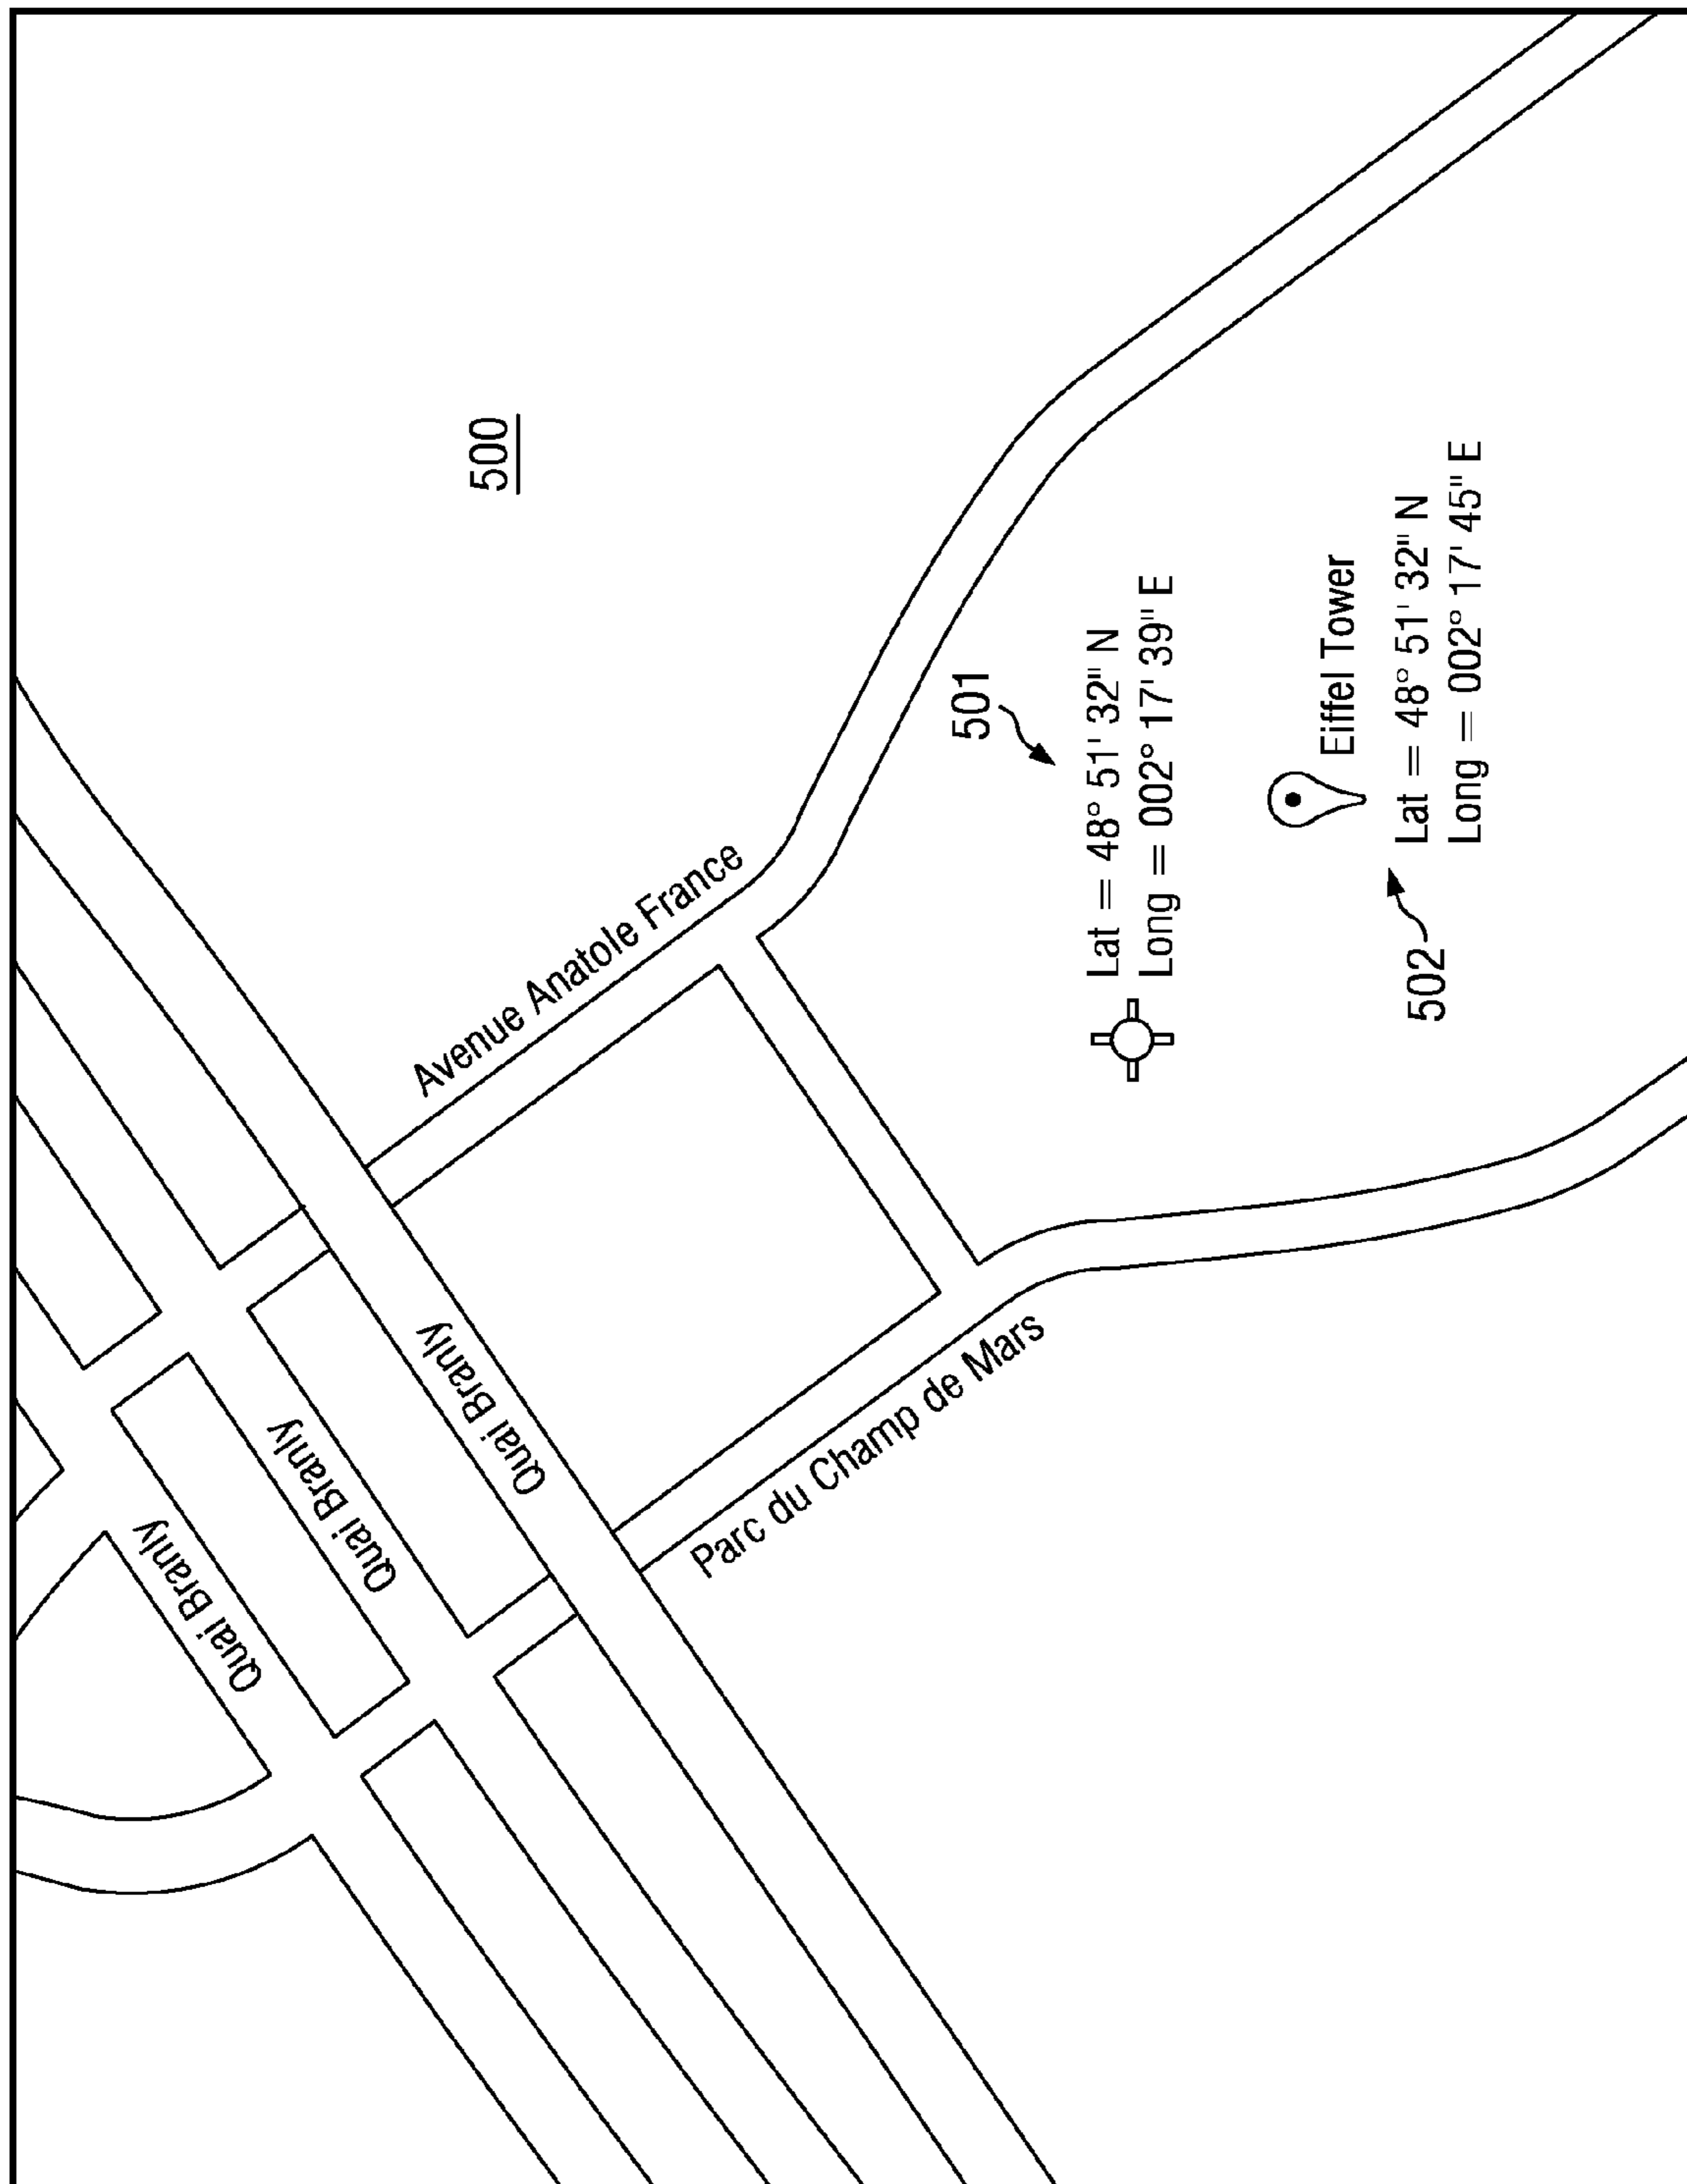 500
Avenue Anatole France
501
Lat = 48° 51' 32" N
Long = 002° 17' 39" E
Eiffel Tower
Lat = 48° 51' 32" N
Long = 002° 17' 45" E
502
Quai Branly
Quai Branly
Quai Branly
Parc du Champ de Mars